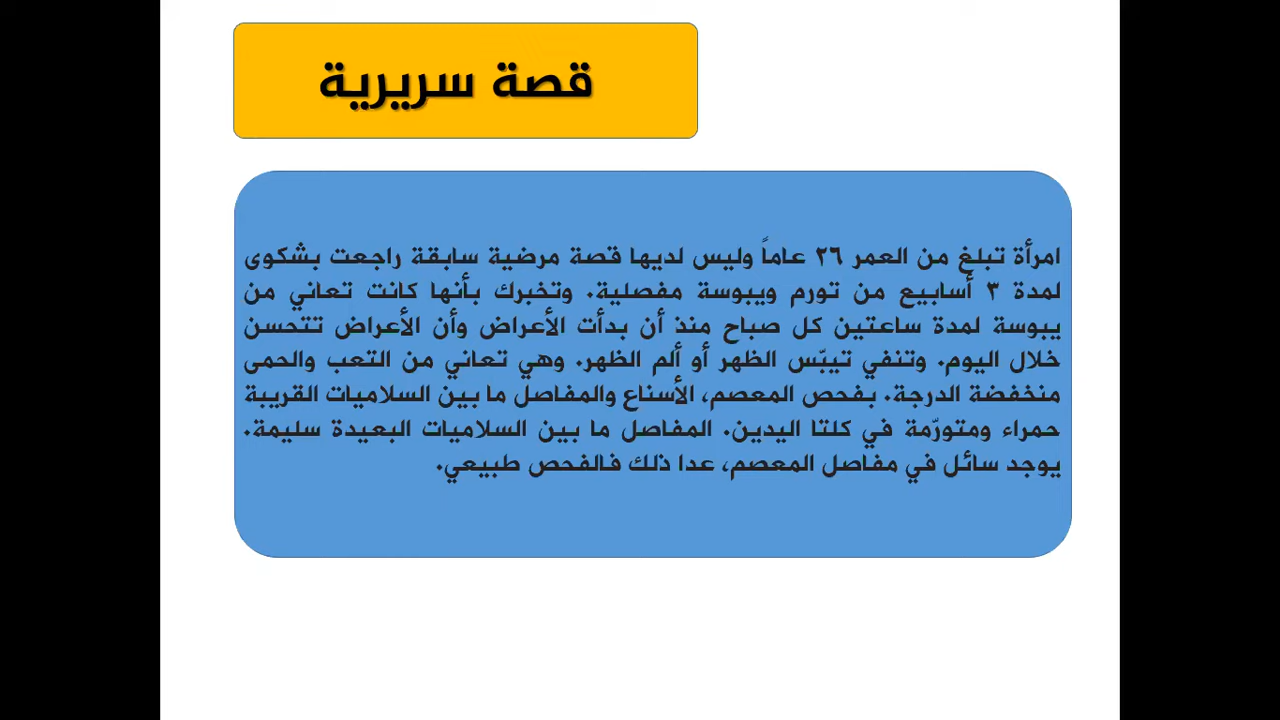 قصة سريرية
امرأة تبلغ من العمر ٢٦ عاماً وليس لديها قصة مرضية سابقة راجعت بشكوى
لمدة ٣ أسابيع من تورم ويبوسة مفصلية. وتخبرك بأنها كانت تعاني من
يبوسة لمدة ساعتين كل صباح منذ أن بدأت الأعراض وأن الأعراض تتحسن
خلال اليوم. وتنفي تيبّس الظهر أو ألم الظهر. وهي تعاني من التعب والحمى
منخفضة الدرجة. بفحص المعصم، الأسناع والمفاصل ما بين السلاميات القريبة
حمراء ومتورّمة في كلتا اليدين. المفاصل ما بين السلاميات البعيدة سليمة.
يوجد سائل في مفاصل المعصم، عدا ذلك فالفحص طبيعي.